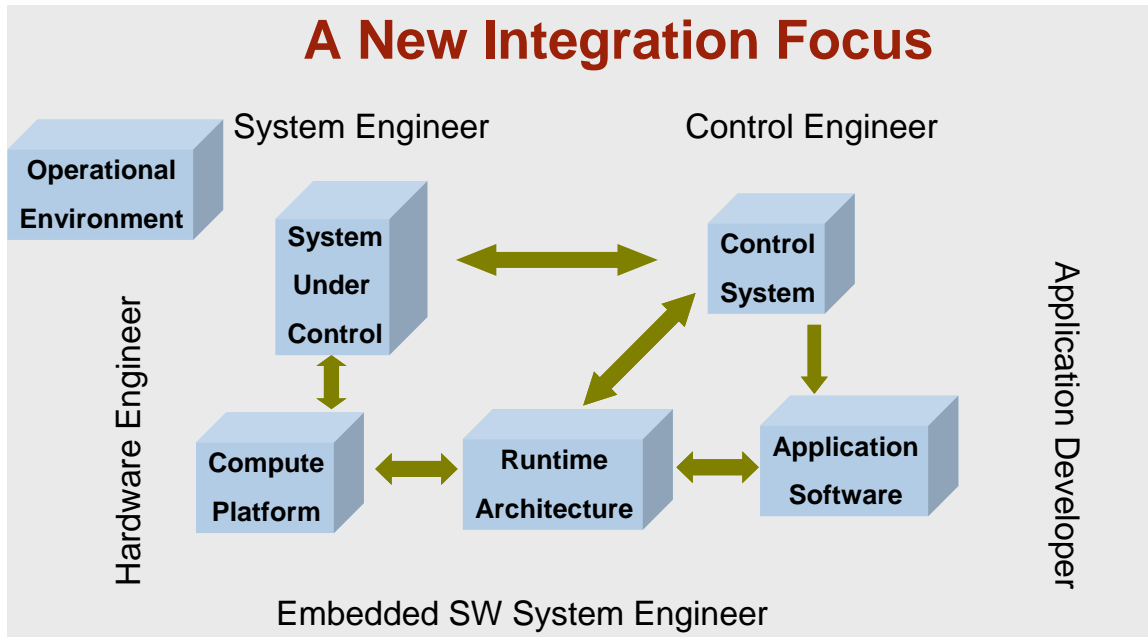 A New Integration Focus
System Engineer
Control Engineer
Operational
Environment
System
Under
Control
Control
System
Hardware Engineer
Application Developer
Compute
Platform
Runtime
Architecture
Application
Software
Embedded SW System Engineer